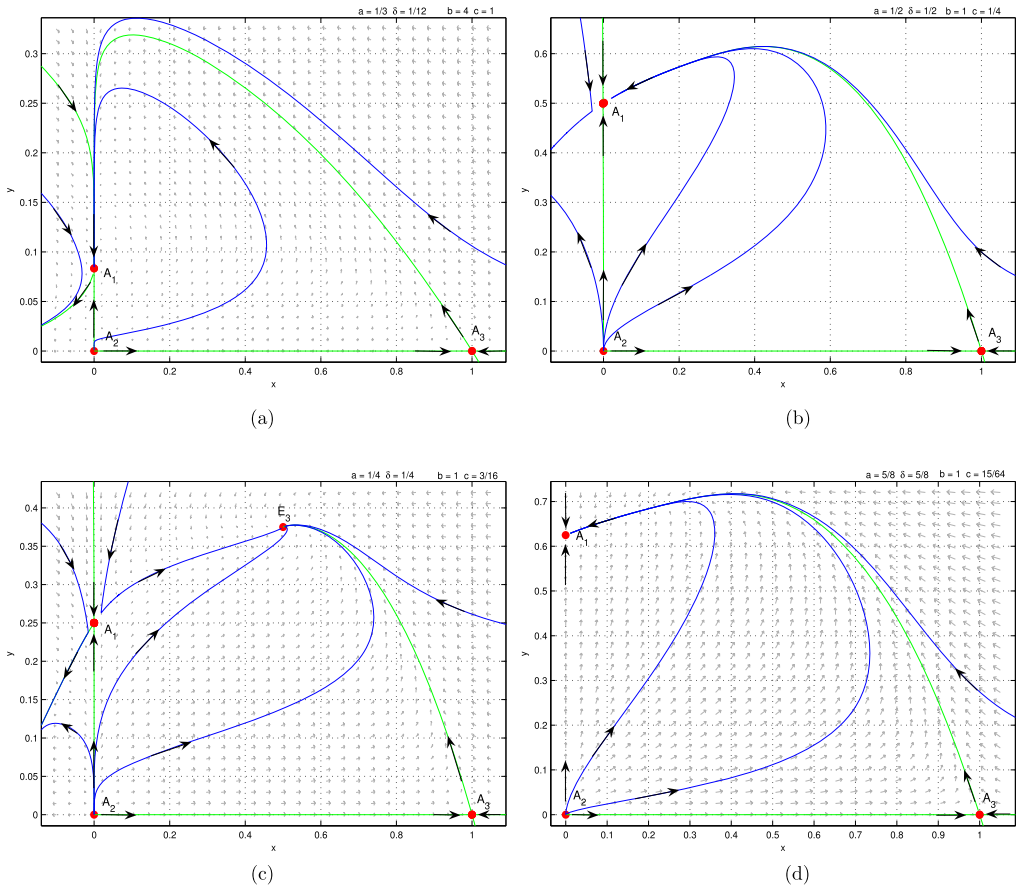 a = 1/3 δ = 1/12 b = 4 c = 1
0.3
0.25
0.2
y
0.15
0.1
0.05
0
A1
A2
A3
0 0.2 0.4 0.6 0.8 1
x
(a)
a = 1/2 δ = 1/2 b = 1 c = 1/4
0.6
0.5
0.4
y
0.3
0.2
0.1
0
A1
A2
A3
0 0.2 0.4 0.6 0.8 1
x
(b)
a = 1/4 δ = 1/4 b = 1 c = 3/16
0.4
0.35
0.3
0.25
y
0.2
0.15
0.1
0.05
0
E3
A1
A2
A3
0 0.2 0.4 0.6 0.8 1
x
(c)
a = 5/8 δ = 5/8 b = 1 c = 15/64
0.7
0.6
0.5
0.4
y
0.3
0.2
0.1
0
A1
A2
A3
0 0.1 0.2 0.3 0.4 0.5 0.6 0.7 0.8 0.9 1
x
(d)